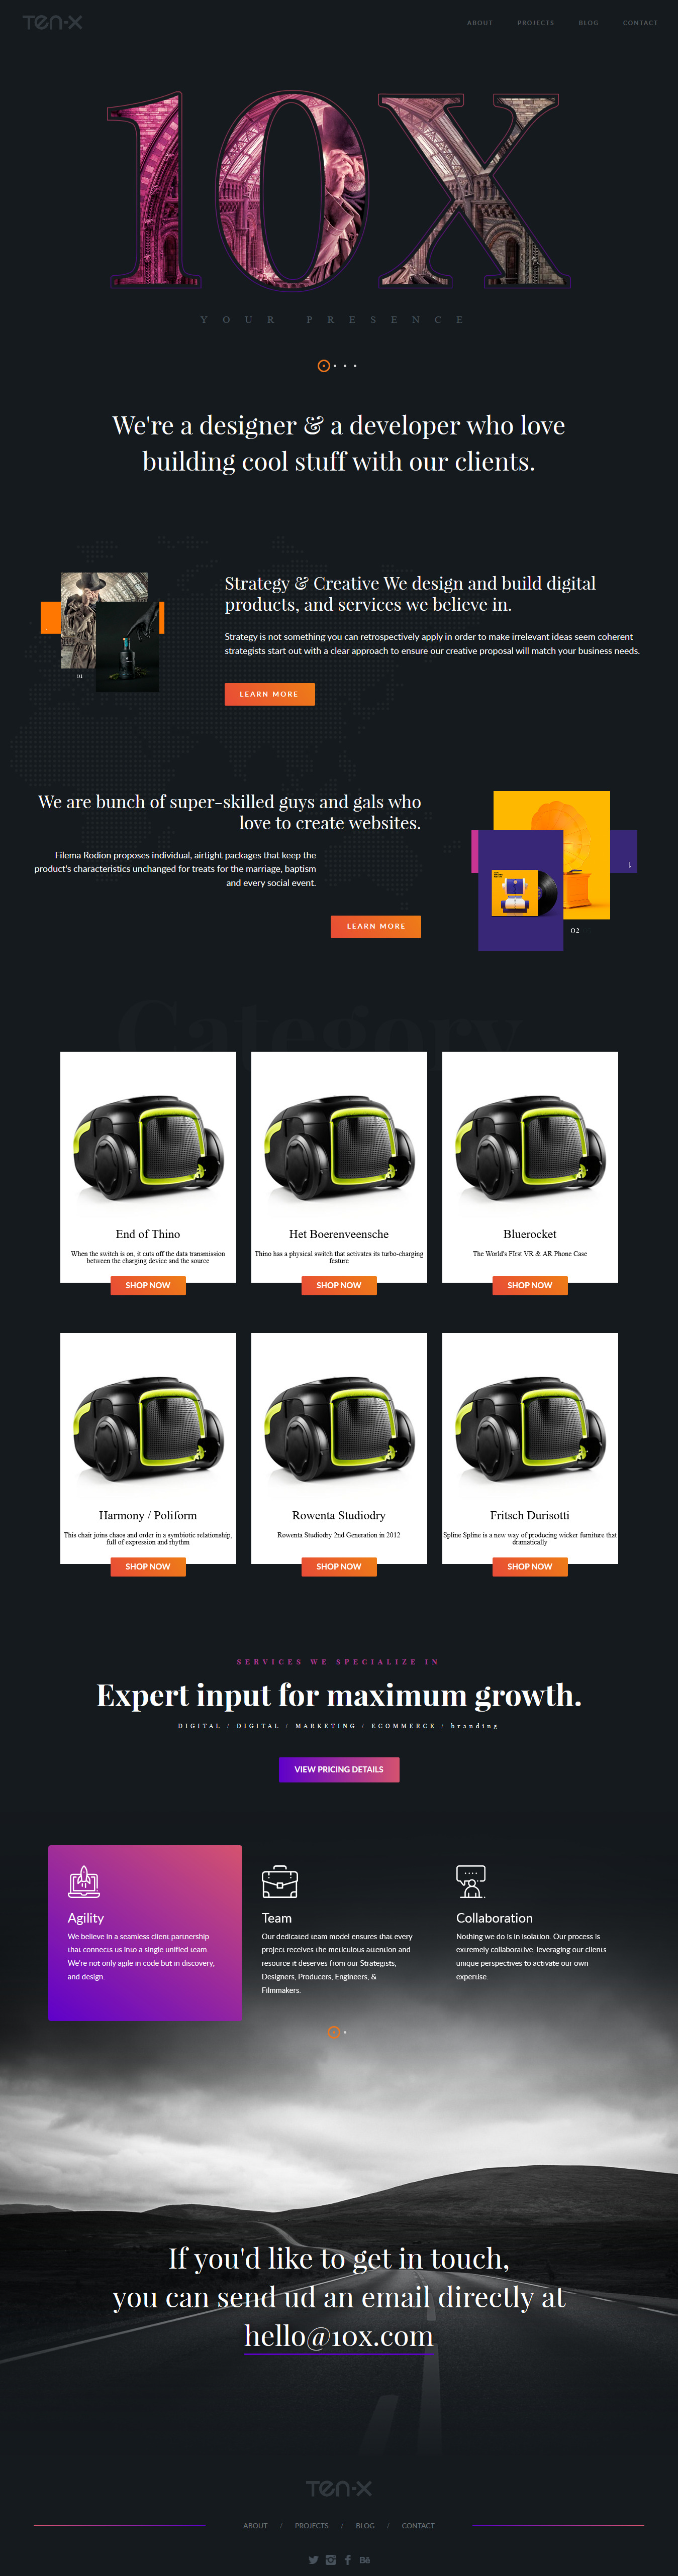 TEN-X
ABOUT PROJECTS BLOG CONTACT
10X
YOUR PRESENCE
We're a designer & a developer who love
building cool stuff with our clients.
Strategy & Creative We design and build digital
products, and services we believe in.
Strategy is not something you can retrospectively apply in order to make irrelevant ideas seem coherent
strategists start out with a clear approach to ensure our creative proposal will match your business needs.
01
LEARN MORE
We are bunch of super-skilled guys and gals who
love to create websites.
Filema Rodion proposes individual, airtight packages that keep the
product's characteristics unchanged for treats for the marriage, baptism
and every social event.
LEARN MORE
02
Category
End of Thino
When the switch is on, it cuts off the data transmission
between the charging device and the source
SHOP NOW
Het Boerenveensche
Thino has a physical switch that activates its turbo-charging
feature
SHOP NOW
Bluerocket
The World's FIrst VR & AR Phone Case
SHOP NOW
Harmony / Poliform
This chair joins chaos and order in a symbiotic relationship,
full of expression and rhythm
SHOP NOW
Rowenta Studiodry
Rowenta Studiodry 2nd Generation in 2012
SHOP NOW
Fritsch Durisotti
Spline Spline is a new way of producing wicker furniture that
dramatically
SHOP NOW
SERVICES WE SPECIALIZE IN
Expert input for maximum growth.
DIGITAL / DIGITAL / MARKETING / ECOMMERCE / branding
VIEW PRICING DETAILS
Agility
We believe in a seamless client partnership
that connects us into a single unified team.
We're not only agile in code but in discovery,
and design.
Team
Our dedicated team model ensures that every
project receives the meticulous attention and
resource it deserves from our Strategists,
Designers, Producers, Engineers, &
Filmmakers.
Collaboration
Nothing we do is in isolation. Our process is
extremely collaborative, leveraging our clients
unique perspectives to activate our own
expertise.
If you'd like to get in touch,
you can send ud an email directly at
hello@10x.com
TEN-X
ABOUT / PROJECTS / BLOG / CONTACT
Bē